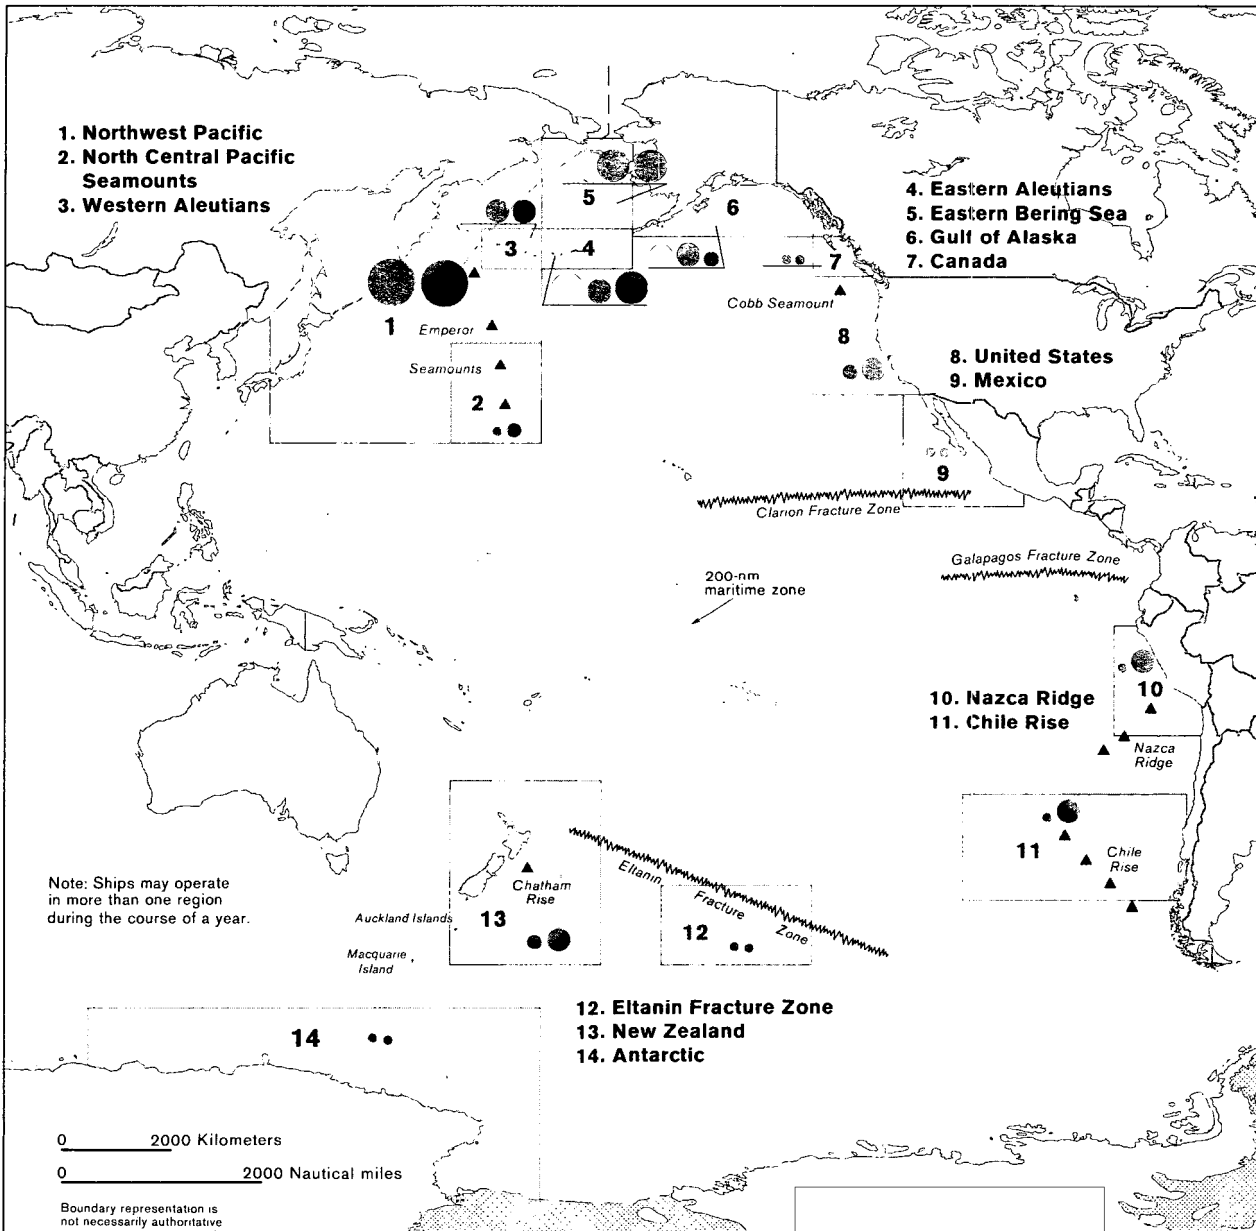 1. Northwest Pacific
2. North Central Pacific
Seamounts
3. Western Aleutians
4. Eastern Aleutians
5. Eastern Bering Sea
6. Gulf of Alaska
7. Canada
5
6
3
4
7
Cobb Seamount
1
Emperor
8
Seamounts
8. United States
9. Mexico
2
9
Clarion Fracture Zone
Galapagos Fracture Zone
200-nm
maritime zone
10
10. Nazca Ridge
11. Chile Rise
Nazca
Ridge
11
Chile
Rise
Note: Ships may operate
in more than one region
during the course of a year.
Chatham
Rise
Eltanin
Fracture
Zone
Auckland Islands
13
12
Macquarie
Island
12. Eltanin Fracture Zone
13. New Zealand
14. Antarctic
14
0 2000 Kilometers
0 2000 Nautical miles
Boundary representation is
not necessarily authoritative